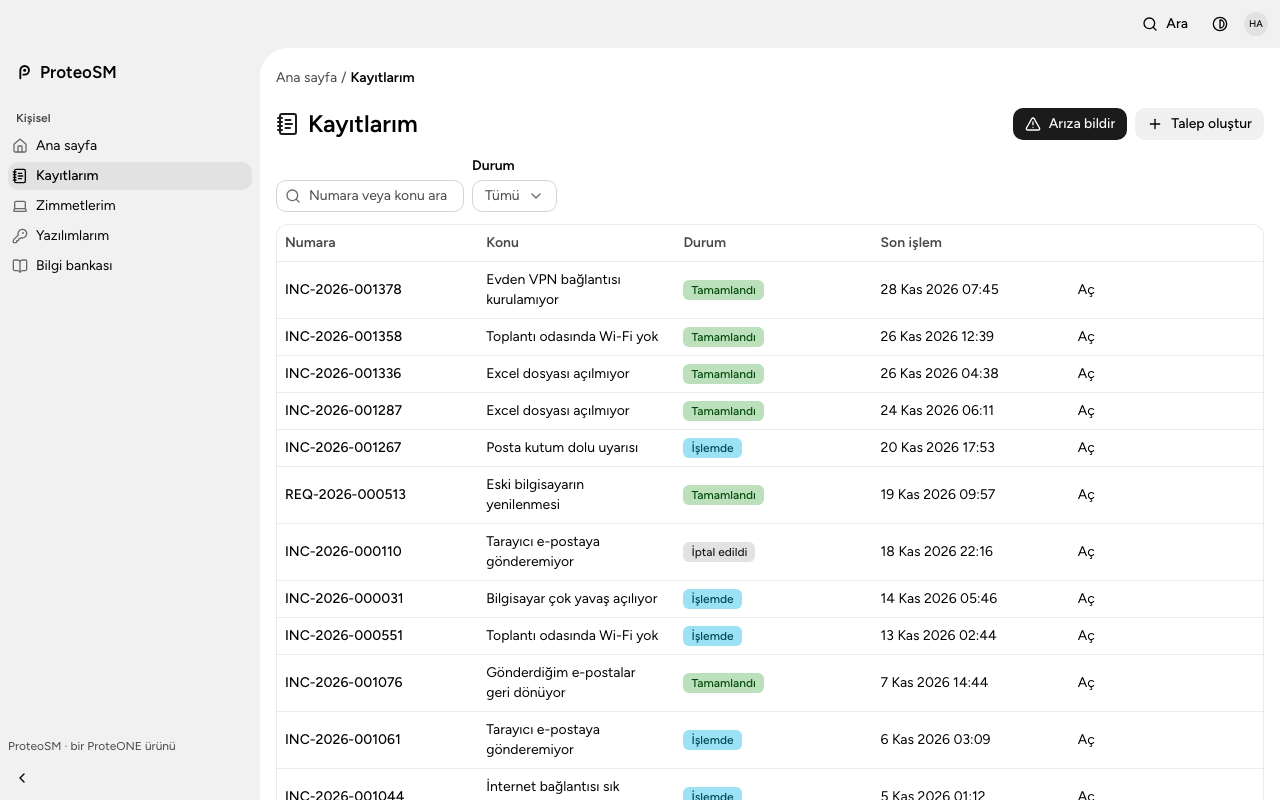 Ara
HA
ProteoSM
Kişisel
Ana sayfa
Kayıtlarım
Zimmetlerim
Yazılımlarım
Bilgi bankası
ProteoSM · bir ProteONE ürünü
Ana sayfa / Kayıtlarım
Kayıtlarım
Arıza bildir
Talep oluştur
Durum
Numara veya konu ara
Tümü
Numara Konu Durum Son işlem
INC-2026-001378 Evden VPN bağlantısı kurulamıyor Tamamlandı 28 Kas 2026 07:45 Aç
INC-2026-001358 Toplantı odasında Wi-Fi yok Tamamlandı 26 Kas 2026 12:39 Aç
INC-2026-001336 Excel dosyası açılmıyor Tamamlandı 26 Kas 2026 04:38 Aç
INC-2026-001287 Excel dosyası açılmıyor Tamamlandı 24 Kas 2026 06:11 Aç
INC-2026-001267 Posta kutum dolu uyarısı İşlemde 20 Kas 2026 17:53 Aç
REQ-2026-000513 Eski bilgisayarın yenilenmesi Tamamlandı 19 Kas 2026 09:57 Aç
INC-2026-000110 Tarayıcı e-postaya gönderemiyor İptal edildi 18 Kas 2026 22:16 Aç
INC-2026-000031 Bilgisayar çok yavaş açılıyor İşlemde 14 Kas 2026 05:46 Aç
INC-2026-000551 Toplantı odasında Wi-Fi yok İşlemde 13 Kas 2026 02:44 Aç
INC-2026-001076 Gönderdiğim e-postalar geri dönüyor Tamamlandı 7 Kas 2026 14:44 Aç
INC-2026-001061 Tarayıcı e-postaya gönderemiyor İşlemde 6 Kas 2026 03:09 Aç
INC-2026-001044 İnternet bağlantısı sık İşlemde 5 Kas 2026 01:12 Aç